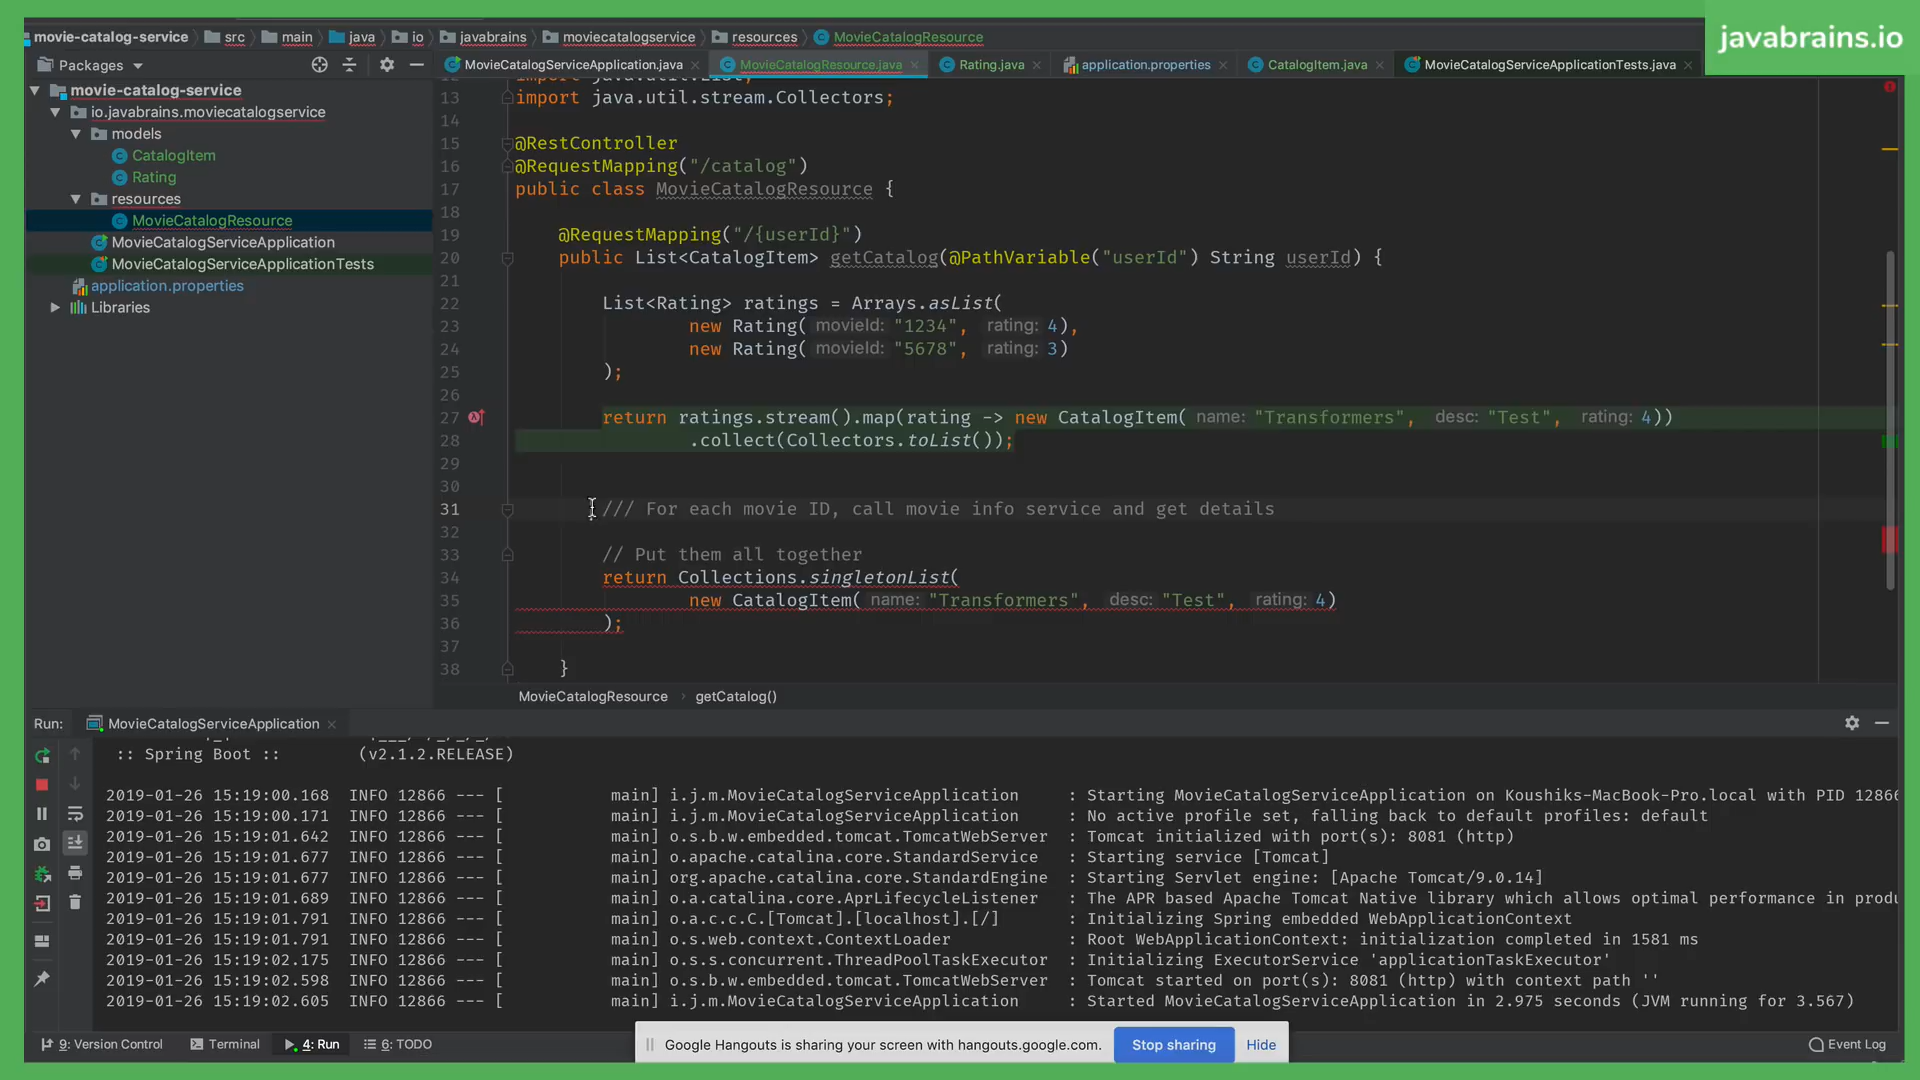 movie-catalog-service src main java io javabrains moviecatalogservice resources MovieCatalogResource
javabrains.io
Packages
MovieCatalogServiceApplication.java MovieCatalogResource.java Rating.java application.properties CatalogItem.java MovieCatalogServiceApplicationTests.java
movie-catalog-service
io.javabrains.moviecatalogservice
models
CatalogItem
Rating
resources
MovieCatalogResource
MovieCatalogServiceApplication
MovieCatalogServiceApplicationTests
application.properties
Libraries
12 import java.util.List;
13 import java.util.stream.Collectors;
14
15 @RestController
16 @RequestMapping("/catalog")
17 public class MovieCatalogResource {
18
19 @RequestMapping("/{userId}")
20 public List<CatalogItem> getCatalog(@PathVariable("userId") String userId) {
21
22 List<Rating> ratings = Arrays.asList(
23 new Rating( movieId: "1234", rating: 4),
24 new Rating( movieId: "5678", rating: 3)
25 );
26
27 return ratings.stream().map(rating -> new CatalogItem( name: "Transformers", desc: "Test", rating: 4))
28 .collect(Collectors.toList());
29
30
31 /// For each movie ID, call movie info service and get details
32
33 // Put them all together
34 return Collections.singletonList(
35 new CatalogItem( name: "Transformers", desc: "Test", rating: 4)
36 );
37
38 }
MovieCatalogResource › getCatalog()
Run: MovieCatalogServiceApplication
:: Spring Boot :: (v2.1.2.RELEASE)
2019-01-26 15:19:00.168 INFO 12866 --- [ main] i.j.m.MovieCatalogServiceApplication : Starting MovieCatalogServiceApplication on Koushiks-MacBook-Pro.local with PID 12866
2019-01-26 15:19:00.171 INFO 12866 --- [ main] i.j.m.MovieCatalogServiceApplication : No active profile set, falling back to default profiles: default
2019-01-26 15:19:01.642 INFO 12866 --- [ main] o.s.b.w.embedded.tomcat.TomcatWebServer : Tomcat initialized with port(s): 8081 (http)
2019-01-26 15:19:01.677 INFO 12866 --- [ main] o.apache.catalina.core.StandardService : Starting service [Tomcat]
2019-01-26 15:19:01.677 INFO 12866 --- [ main] org.apache.catalina.core.StandardEngine : Starting Servlet engine: [Apache Tomcat/9.0.14]
2019-01-26 15:19:01.689 INFO 12866 --- [ main] o.a.catalina.core.AprLifecycleListener : The APR based Apache Tomcat Native library which allows optimal performance in produ
2019-01-26 15:19:01.791 INFO 12866 --- [ main] o.a.c.c.C.[Tomcat].[localhost].[/] : Initializing Spring embedded WebApplicationContext
2019-01-26 15:19:01.791 INFO 12866 --- [ main] o.s.web.context.ContextLoader : Root WebApplicationContext: initialization completed in 1581 ms
2019-01-26 15:19:02.175 INFO 12866 --- [ main] o.s.s.concurrent.ThreadPoolTaskExecutor : Initializing ExecutorService 'applicationTaskExecutor'
2019-01-26 15:19:02.598 INFO 12866 --- [ main] o.s.b.w.embedded.tomcat.TomcatWebServer : Tomcat started on port(s): 8081 (http) with context path ''
2019-01-26 15:19:02.605 INFO 12866 --- [ main] i.j.m.MovieCatalogServiceApplication : Started MovieCatalogServiceApplication in 2.975 seconds (JVM running for 3.567)
9: Version Control Terminal 4: Run 6: TODO Google Hangouts is sharing your screen with hangouts.google.com. Stop sharing Hide Event Log